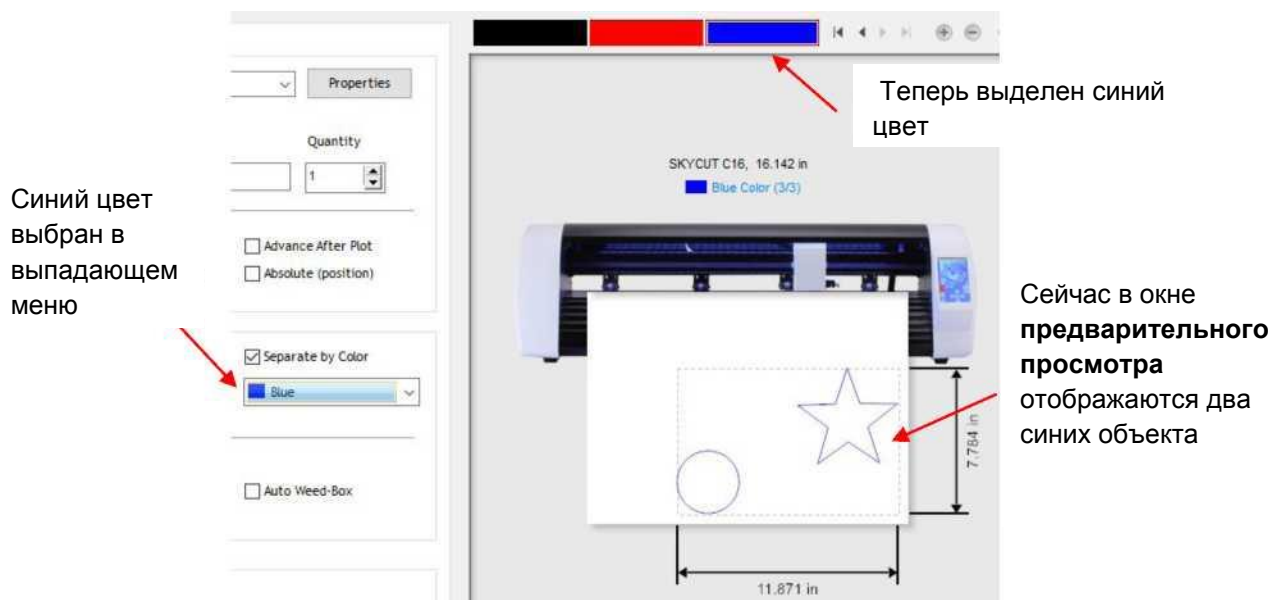 Properties
Теперь выделен синий
цвет
Quantity
1
SKYCUT C16, 16.142 in
Blue Color (3/3)
Синий цвет
выбран в
выпадающем
меню
Advance After Plot
Absolute (position)
Сейчас в окне
предварительного
просмотра
отображаются два
синих объекта
Separate by Color
Blue
7.784 in
Auto Weed-Box
11.871 in